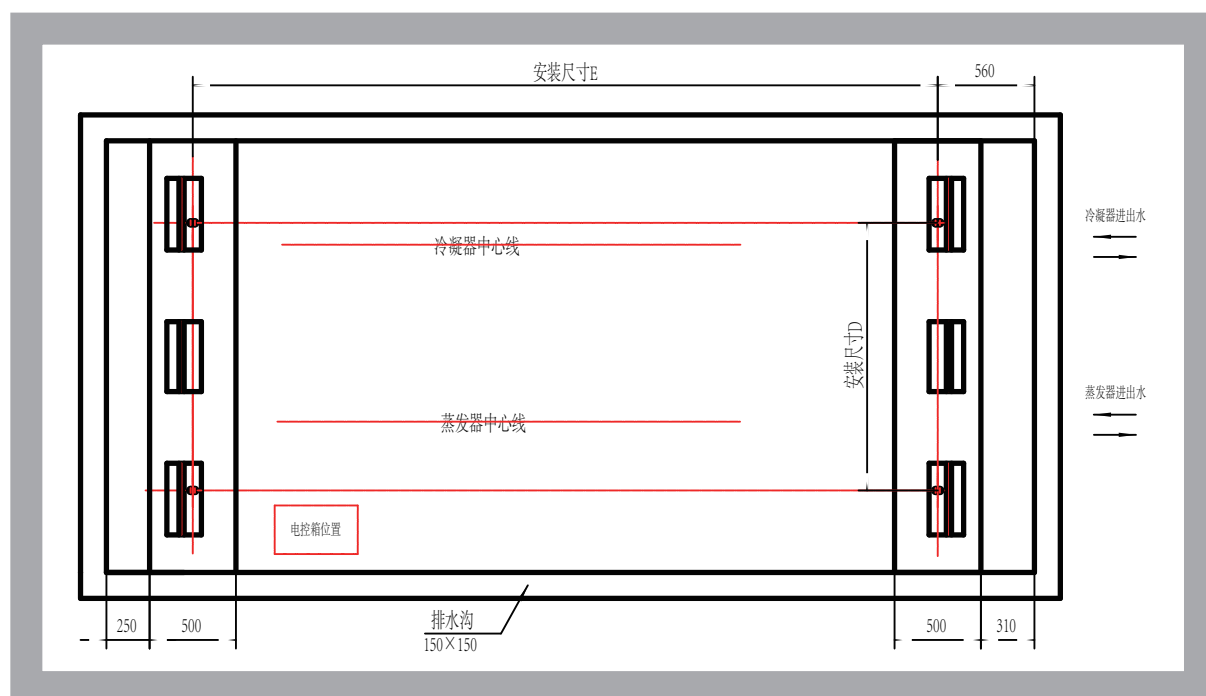 安装尺寸E
560
冷凝器进出水
冷凝器中心线
安装尺寸D
蒸发器进出水
蒸发器中心线
电控箱位置
250
500
排水沟
150×150
500
310